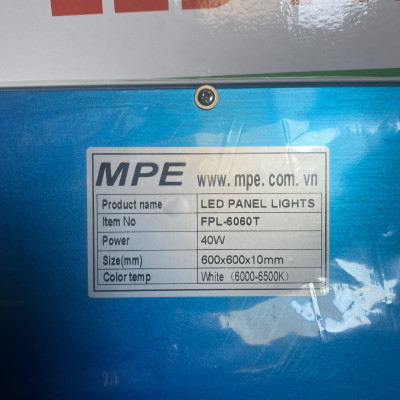 MPE www.mpe.com.vn
Product name LED PANEL LIGHTS
Item No FPL-6060T
Power 40W
Size(mm) 600x600x10mm
Color temp White (6000-6500K)